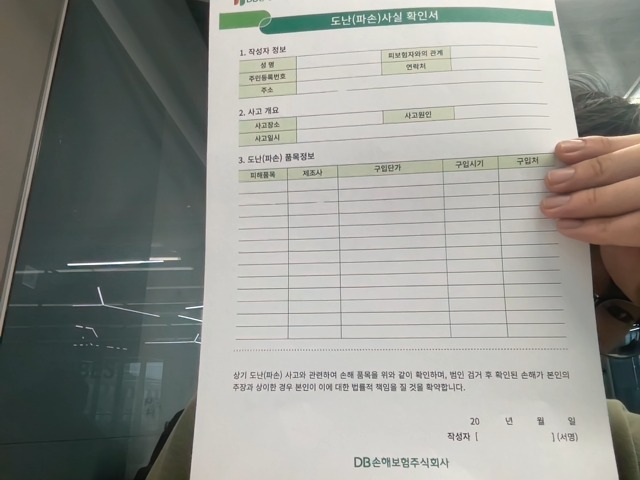 도난(파손)사실 확인서
1. 작성자 정보
성 명 피보험자와의 관계
주민등록번호 연락처
주소
2. 사고 개요
사고장소 사고원인
사고일시
3. 도난(파손) 품목정보
피해품목 제조사 구입단가 구입시기 구입처
상기 도난(파손) 사고와 관련하여 손해 품목을 위와 같이 확인하며, 범인 검거 후 확인된 손해가 본인의
주장과 상이한 경우 본인이 이에 대한 법률적 책임을 질 것을 확약합니다.
20 년 월 일
작성자 [ ] (서명)
DB손해보험주식회사